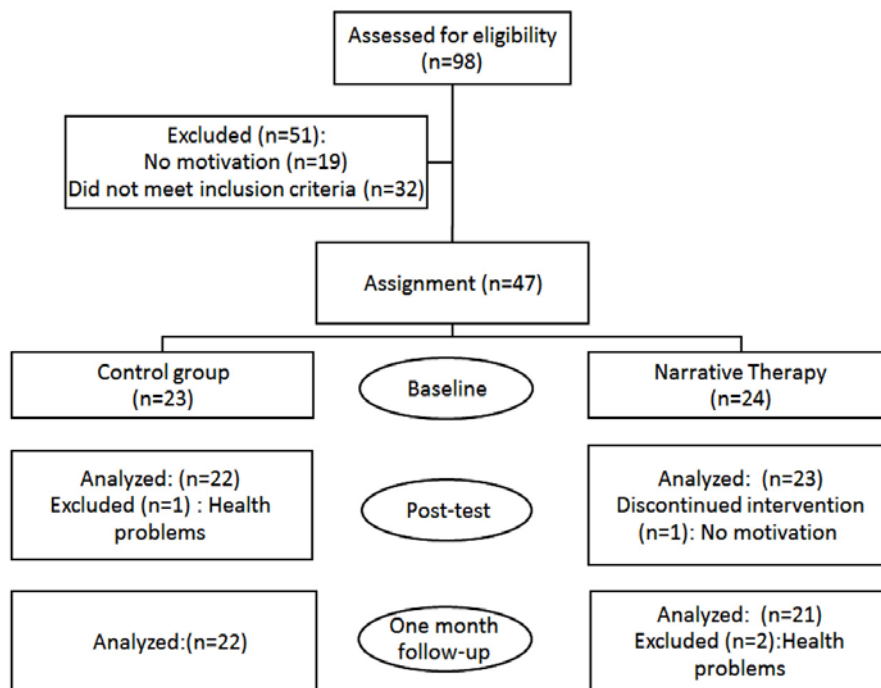 Assessed for eligibility
(n=98)
Excluded (n=51):
No motivation (n=19)
Did not meet inclusion criteria (n=32)
Assignment (n=47)
Control group
(n=23)
Baseline
Narrative Therapy
(n=24)
Analyzed: (n=22)
Excluded (n=1) : Health
problems
Post-test
Analyzed:  (n=23)
Discontinued intervention
(n=1): No motivation
Analyzed:(n=22)
One month
follow-up
Analyzed:  (n=21)
Excluded (n=2):Health
problems